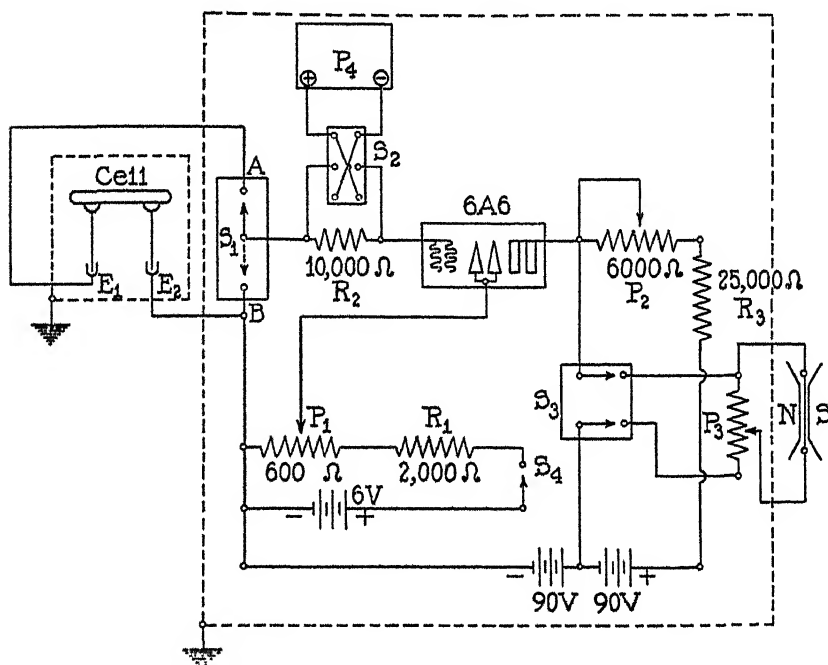 P4
+ −
S2
Cell
A
6A6
S1
E1 E2
10,000 Ω
R2
6000 Ω
P2
25,000 Ω
R3
B
S3
P3
N S
P1 R1
600 Ω 2,000 Ω
S4
− 6V +
− +
90V 90V